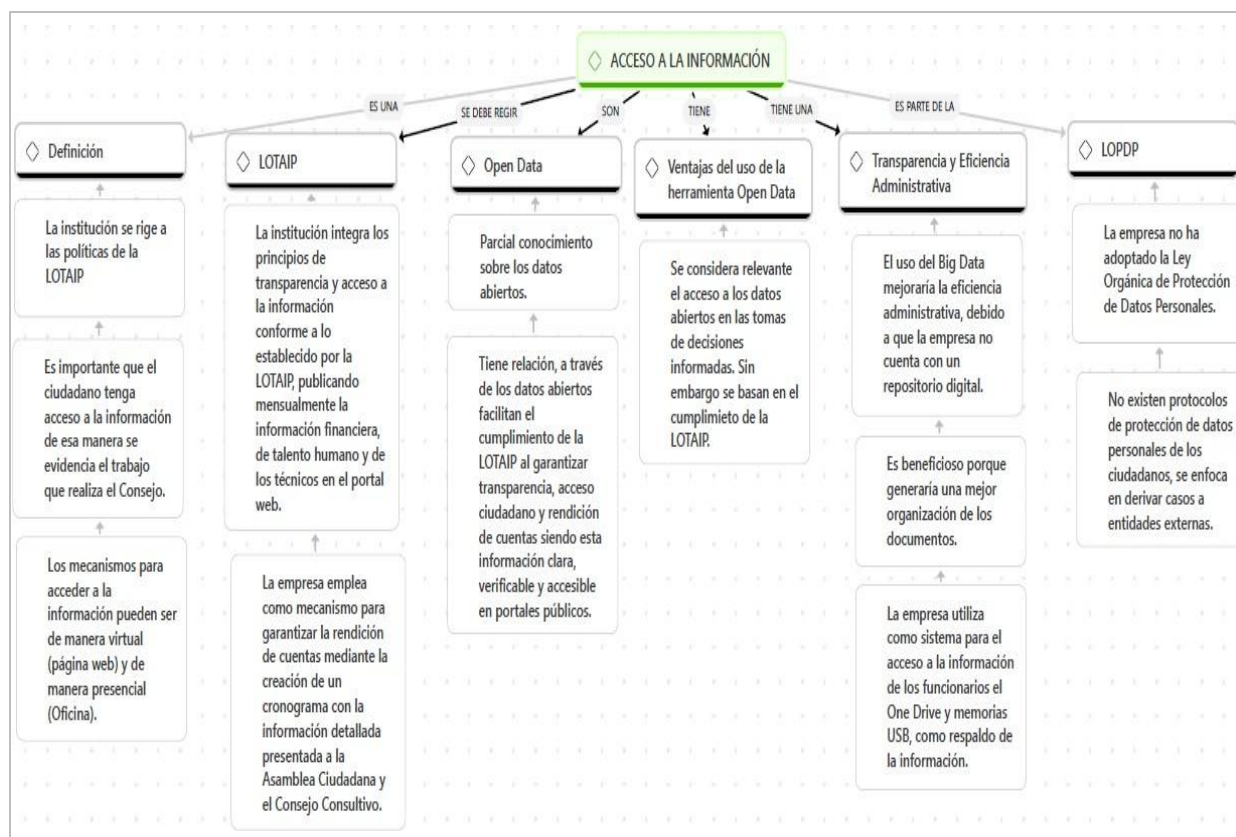 ACCESO A LA INFORMACIÓN
ES UNA
SE DEBE REGIR
SON
TIENE
TIENE UNA
ES PARTE DE LA
Definición
La institución se rige a
las políticas de la
LOTAIP
Es importante que el
ciudadano tenga
acceso a la información
de esa manera se
evidencia el trabajo
que realiza el Consejo.
Los mecanismos para
acceder a la
información pueden ser
de manera virtual
(página web) y de
manera presencial
(Oficina).
LOTAIP
La institución integra los
principios de
transparencia y acceso a
la información
conforme a lo
establecido por la
LOTAIP, publicando
mensualmente la
información financiera,
de talento humano y de
los técnicos en el portal
web.
La empresa emplea
como mecanismo para
garantizar la rendición
de cuentas mediante la
creación de un
cronograma con la
información detallada
presentada a la
Asamblea Ciudadana y
el Consejo Consultivo.
Open Data
Parcial conocimiento
sobre los datos
abiertos.
Tiene relación, a través
de los datos abiertos
facilitan el
cumplimiento de la
LOTAIP al garantizar
transparencia, acceso
ciudadano y rendición
de cuentas siendo esta
información clara,
verificable y accesible
en portales públicos.
Ventajas del uso de la
herramienta Open Data
Se considera relevante
el acceso a los datos
abiertos en las tomas
de decisiones
informadas. Sin
embargo se basan en el
cumplimieto de la
LOTAIP.
Transparencia y Eficiencia
Administrativa
El uso del Big Data
mejoraría la eficiencia
administrativa, debido
a que la empresa no
cuenta con un
repositorio digital.
Es beneficioso porque
generaría una mejor
organización de los
documentos.
La empresa utiliza
como sistema para el
acceso a la información
de los funcionarios el
One Drive y memorias
USB, como respaldo de
la información.
LOPDP
La empresa no ha
adoptado la Ley
Orgánica de Protección
de Datos Personales.
No existen protocolos
de protección de datos
personales de los
ciudadanos, se enfoca
en derivar casos a
entidades externas.